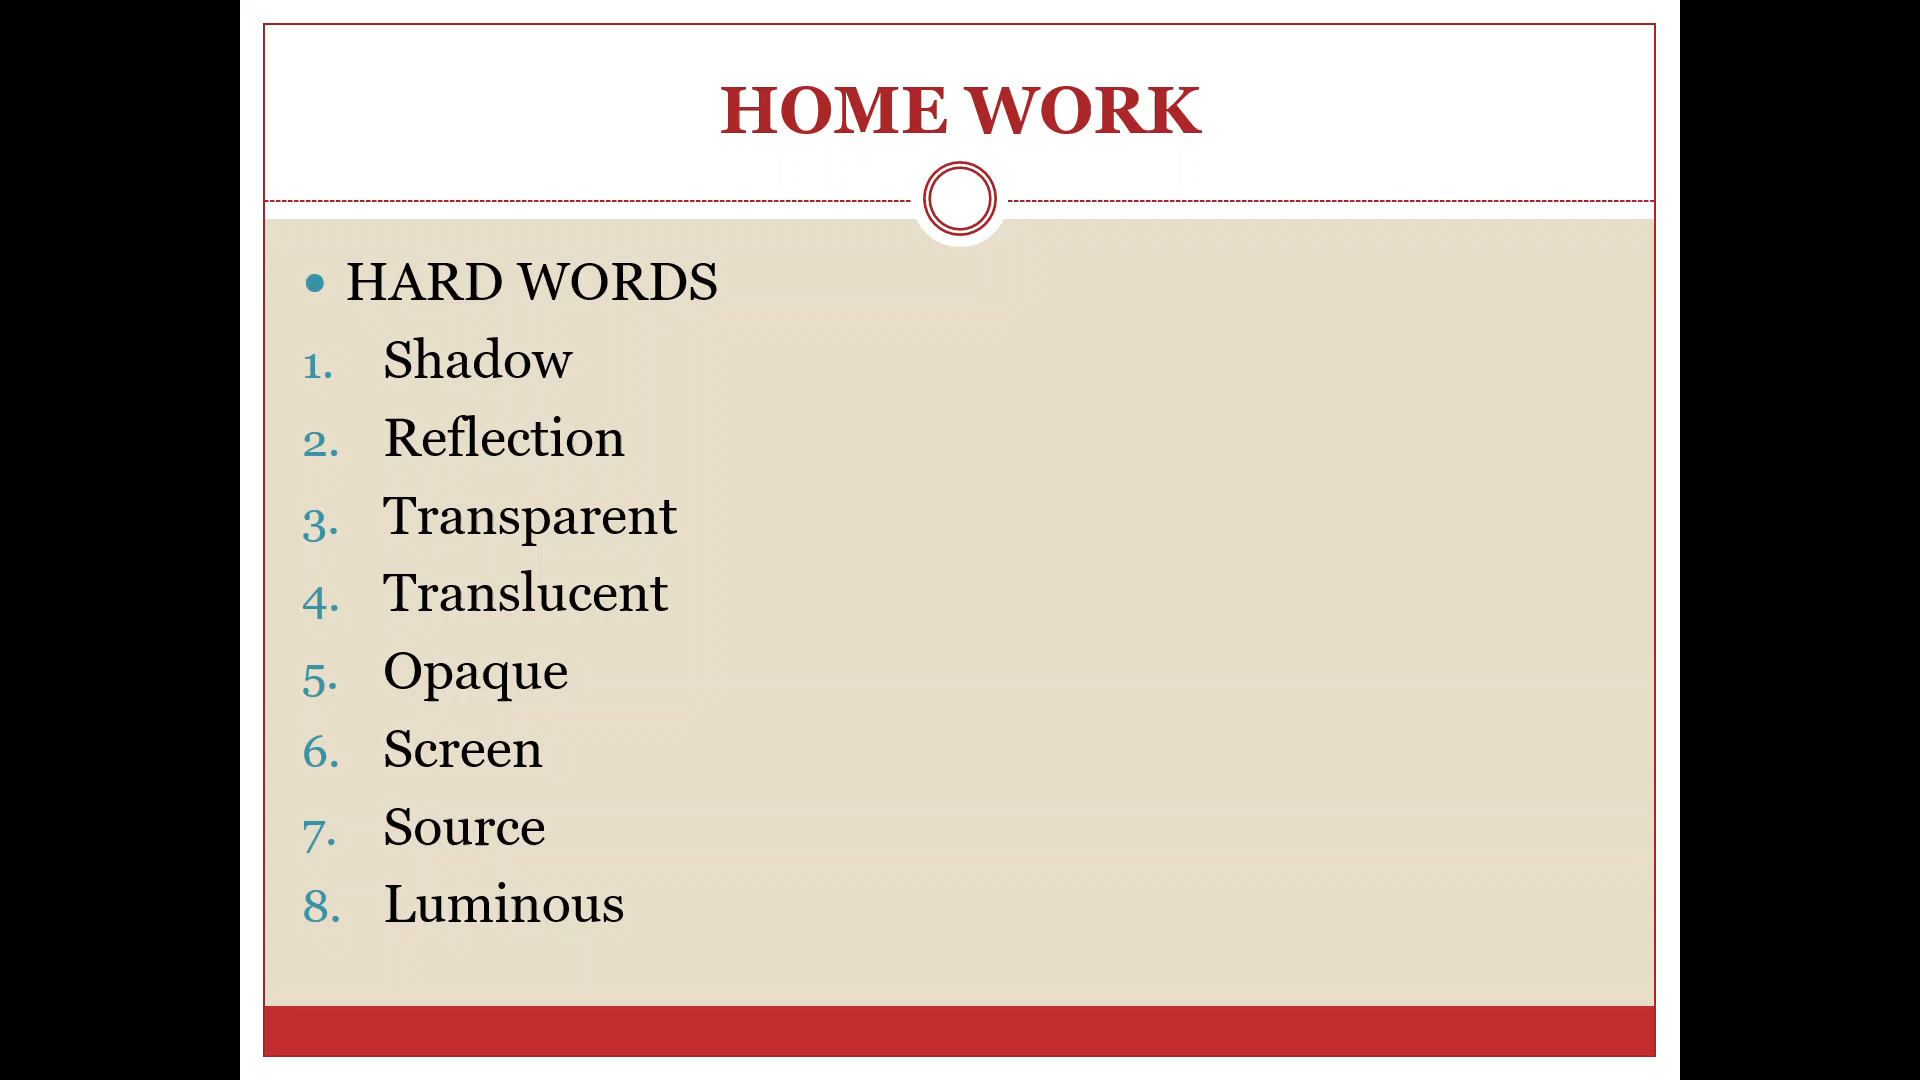 HOME WORK
• HARD WORDS
1. Shadow
2. Reflection
3. Transparent
4. Translucent
5. Opaque
6. Screen
7. Source
8. Luminous